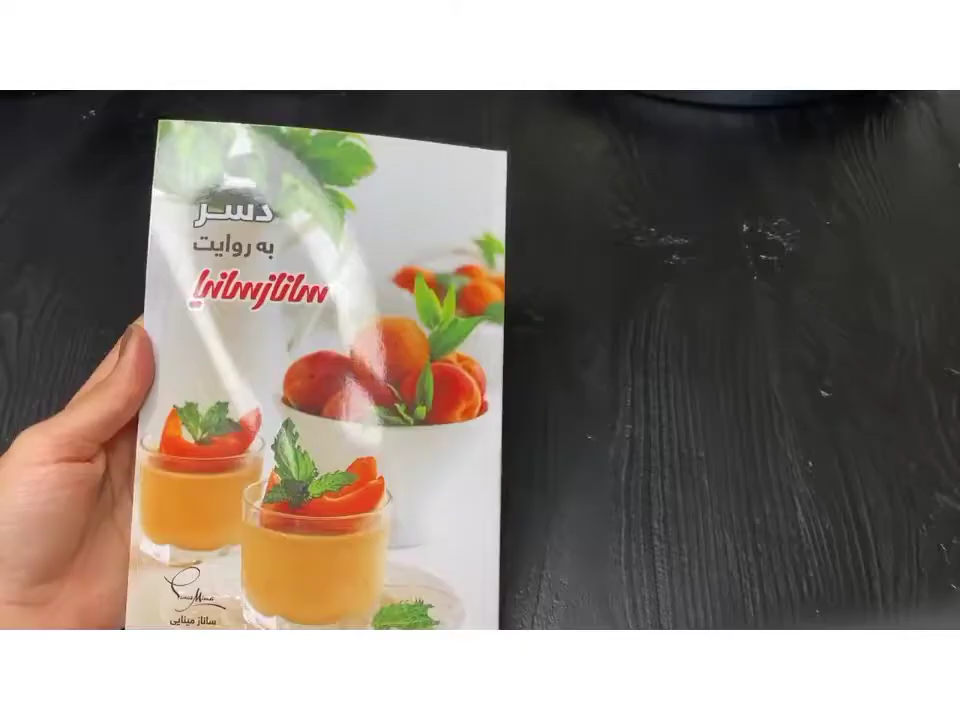 دسر
به روایت
سانازسانیا
ساناز مینایی